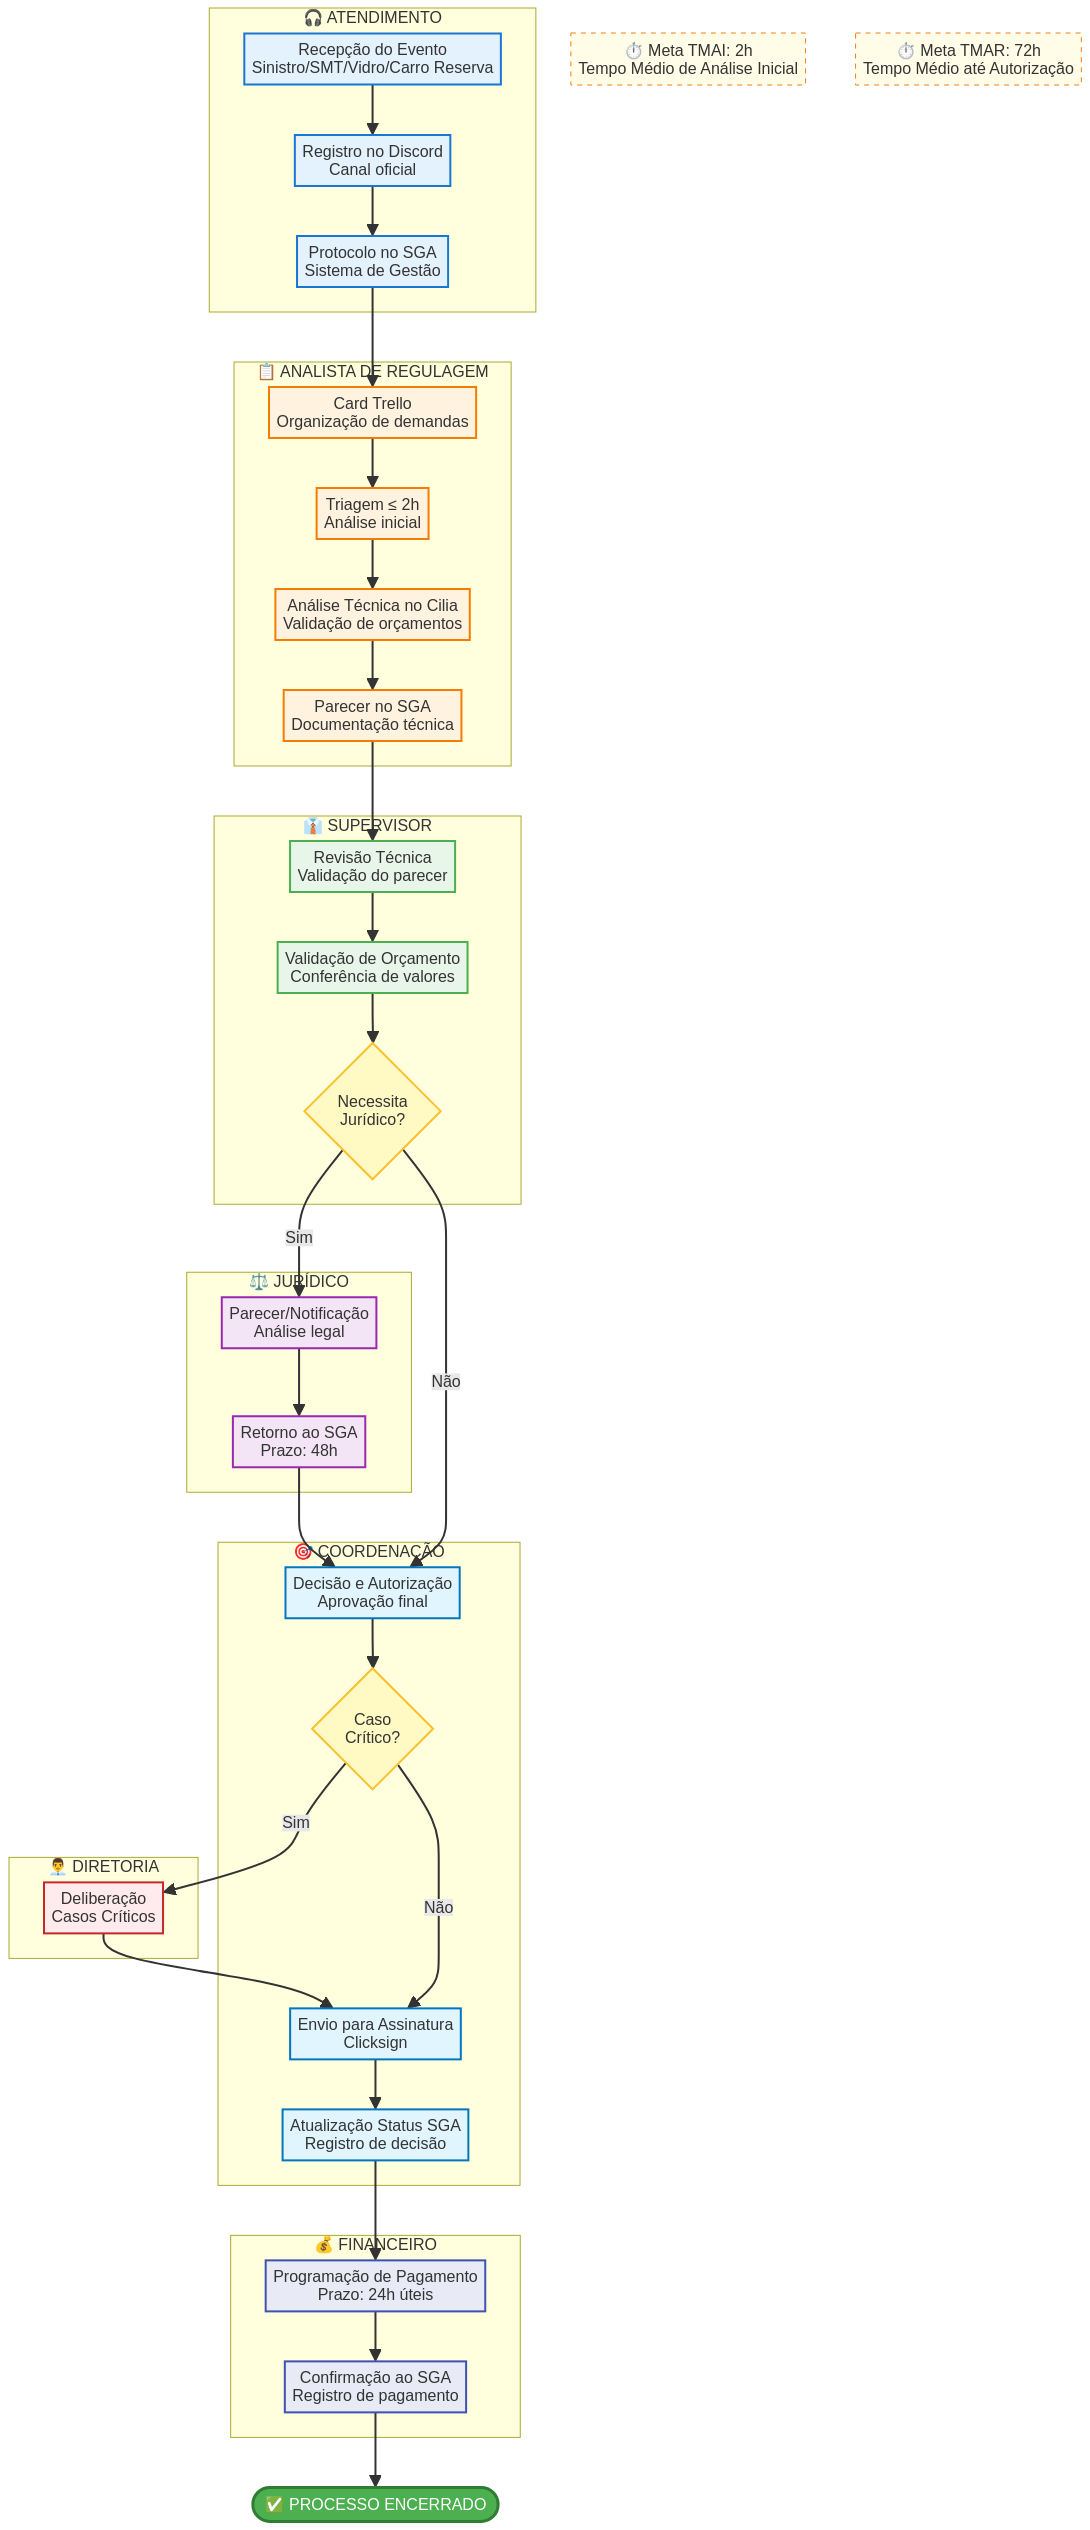 🎧 ATENDIMENTO
Recepção do Evento
Sinistro/SMT/Vidro/Carro Reserva
⏱️ Meta TMAI: 2h
Tempo Médio de Análise Inicial
⏱️ Meta TMAR: 72h
Tempo Médio até Autorização
Registro no Discord
Canal oficial
Protocolo no SGA
Sistema de Gestão
📋 ANALISTA DE REGULAGEM
Card Trello
Organização de demandas
Triagem ≤ 2h
Análise inicial
Análise Técnica no Cilia
Validação de orçamentos
Parecer no SGA
Documentação técnica
👔 SUPERVISOR
Revisão Técnica
Validação do parecer
Validação de Orçamento
Conferência de valores
Necessita
Jurídico?
Sim
Não
⚖️ JURÍDICO
Parecer/Notificação
Análise legal
Retorno ao SGA
Prazo: 48h
🎯 COORDENAÇÃO
Decisão e Autorização
Aprovação final
Caso
Crítico?
Sim
Não
👨‍💼 DIRETORIA
Deliberação
Casos Críticos
Envio para Assinatura
Clicksign
Atualização Status SGA
Registro de decisão
💰 FINANCEIRO
Programação de Pagamento
Prazo: 24h úteis
Confirmação ao SGA
Registro de pagamento
✅ PROCESSO ENCERRADO